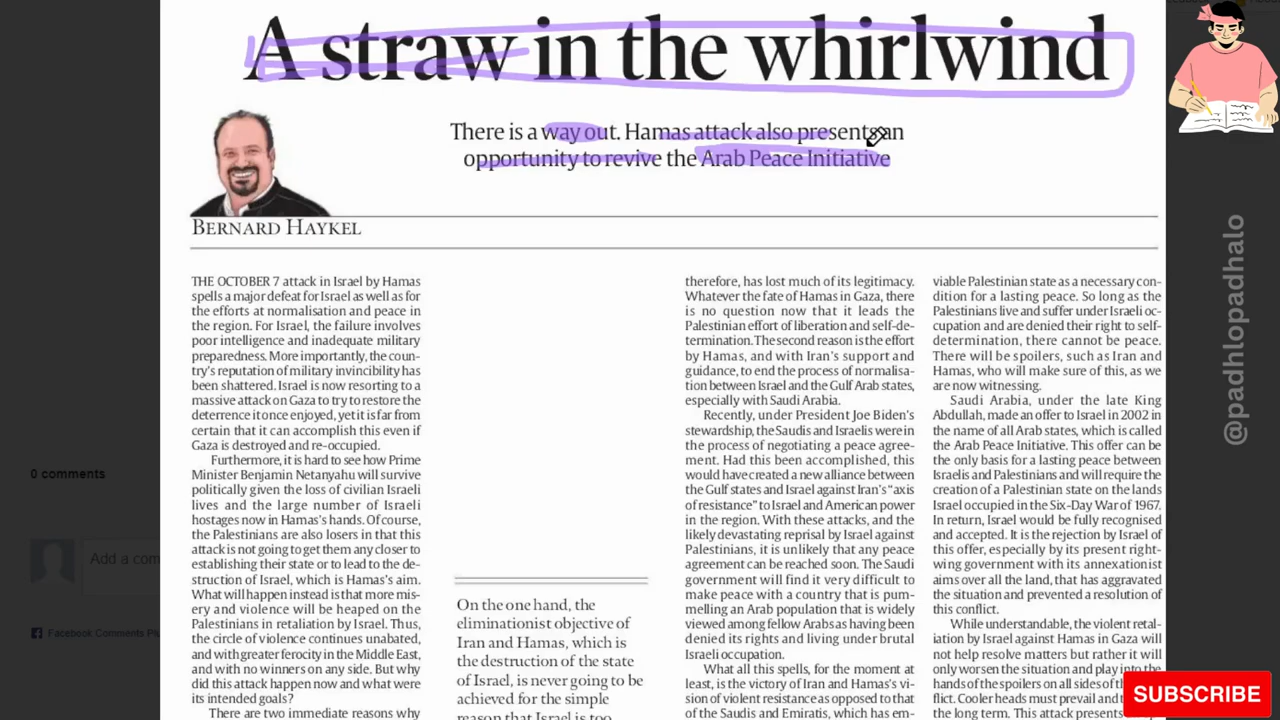 A straw in the whirlwind
There is a way out. Hamas attack also presents an
opportunity to revive the Arab Peace Initiative
BERNARD HAYKEL
THE OCTOBER 7 attack in Israel by Hamas
spells a major defeat for Israel as well as for
the efforts at normalisation and peace in
the region. For Israel, the failure involves
poor intelligence and inadequate military
preparedness. More importantly, the coun-
try's reputation of military invincibility has
been shattered. Israel is now resorting to a
massive attack on Gaza to try to restore the
deterrence it once enjoyed, yet it is far from
certain that it can accomplish this even if
Gaza is destroyed and re-occupied.
Furthermore, it is hard to see how Prime
Minister Benjamin Netanyahu will survive
politically given the loss of civilian Israeli
lives and the large number of Israeli
hostages now in Hamas's hands. Of course,
the Palestinians are also losers in that this
attack is not going to get them any closer to
establishing their state or to lead to the de-
struction of Israel, which is Hamas's aim.
What will happen instead is that more mis-
ery and violence will be heaped on the
Palestinians in retaliation by Israel. Thus,
the circle of violence continues unabated,
and with greater ferocity in the Middle East,
and with no winners on any side. But why
did this attack happen now and what were
its intended goals?
There are two immediate reasons why
On the one hand, the
eliminationist objective of
Iran and Hamas, which is
the destruction of the state
of Israel, is never going to be
achieved for the simple
reason that Israel is too
therefore, has lost much of its legitimacy.
Whatever the fate of Hamas in Gaza, there
is no question now that it leads the
Palestinian effort of liberation and self-de-
termination. The second reason is the effort
by Hamas, and with Iran's support and
guidance, to end the process of normalisa-
tion between Israel and the Gulf Arab states,
especially with Saudi Arabia.
Recently, under President Joe Biden's
stewardship, the Saudis and Israelis were in
the process of negotiating a peace agree-
ment. Had this been accomplished, this
would have created a new alliance between
the Gulf states and Israel against Iran's "axis
of resistance" to Israel and American power
in the region. With these attacks, and the
likely devastating reprisal by Israel against
Palestinians, it is unlikely that any peace
agreement can be reached soon. The Saudi
government will find it very difficult to
make peace with a country that is pum-
melling an Arab population that is widely
viewed among fellow Arabs as having been
denied its rights and living under brutal
Israeli occupation.
What all this spells, for the moment at
least, is the victory of Iran and Hamas's vi-
sion of violent resistance as opposed to that
of the Saudis and Emiratis, which has em-
viable Palestinian state as a necessary con-
dition for a lasting peace. So long as the
Palestinians live and suffer under Israeli oc-
cupation and are denied their right to self-
determination, there cannot be peace.
There will be spoilers, such as Iran and
Hamas, who will make sure of this, as we
are now witnessing.
Saudi Arabia, under the late King
Abdullah, made an offer to Israel in 2002 in
the name of all Arab states, which is called
the Arab Peace Initiative. This offer can be
the only basis for a lasting peace between
Israelis and Palestinians and will require the
creation of a Palestinian state on the lands
Israel occupied in the Six-Day War of 1967.
In return, Israel would be fully recognised
and accepted. It is the rejection by Israel of
this offer, especially by its present right-
wing government with its annexationist
aims over all the land, that has aggravated
the situation and prevented a resolution of
this conflict.
While understandable, the violent retal-
iation by Israel against Hamas in Gaza will
not help resolve matters but rather it will
only worsen the situation and play into the
hands of the spoilers on all sides of
flict. Cooler heads must prevail and
the long term. This attack presents
0 comments
Add a com
Facebook Comments Plu
@padhlopadhalo
SUBSCRIBE